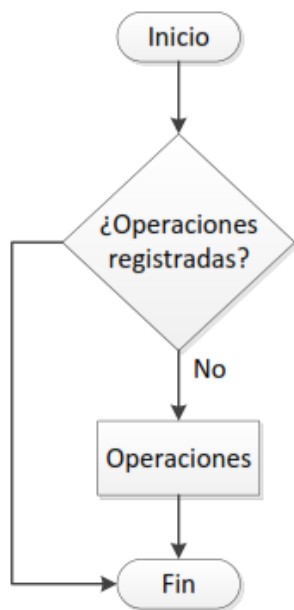 Inicio
¿Operaciones
registradas?
No
Operaciones
Fin